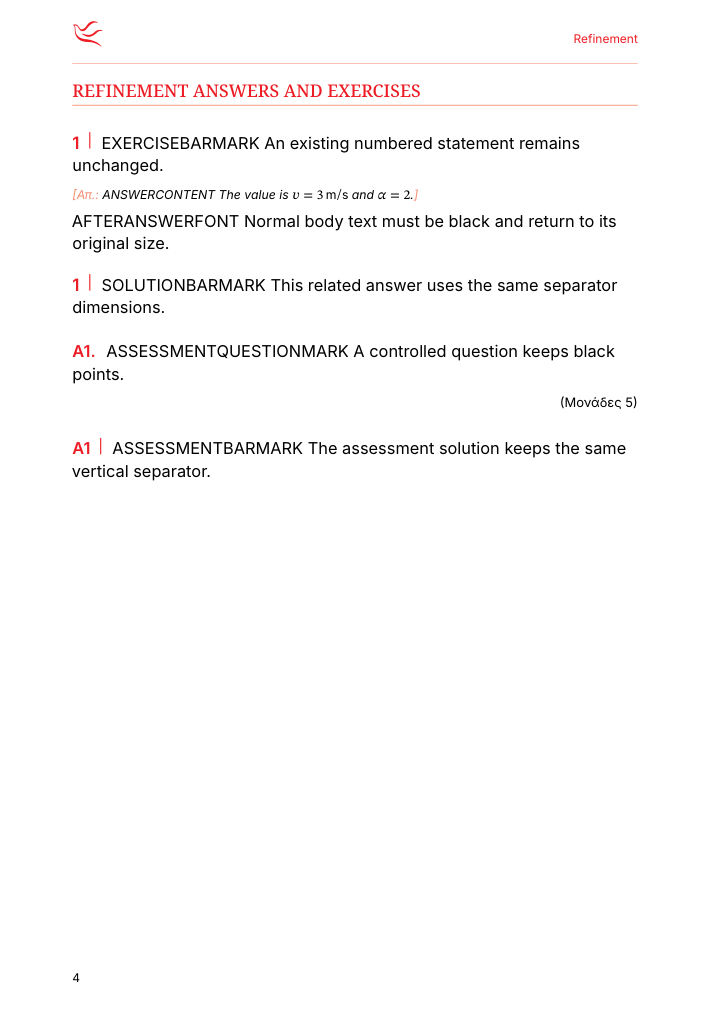 Refinement
REFINEMENT ANSWERS AND EXERCISES
1 | EXERCISEBARMARK An existing numbered statement remains
unchanged.
[Απ.: ANSWERCONTENT The value is υ = 3 m/s and α = 2.]
AFTERANSWERFONT Normal body text must be black and return to its
original size.
1 | SOLUTIONBARMARK This related answer uses the same separator
dimensions.
A1. ASSESSMENTQUESTIONMARK A controlled question keeps black
points.
(Μονάδες 5)
A1 | ASSESSMENTBARMARK The assessment solution keeps the same
vertical separator.
4